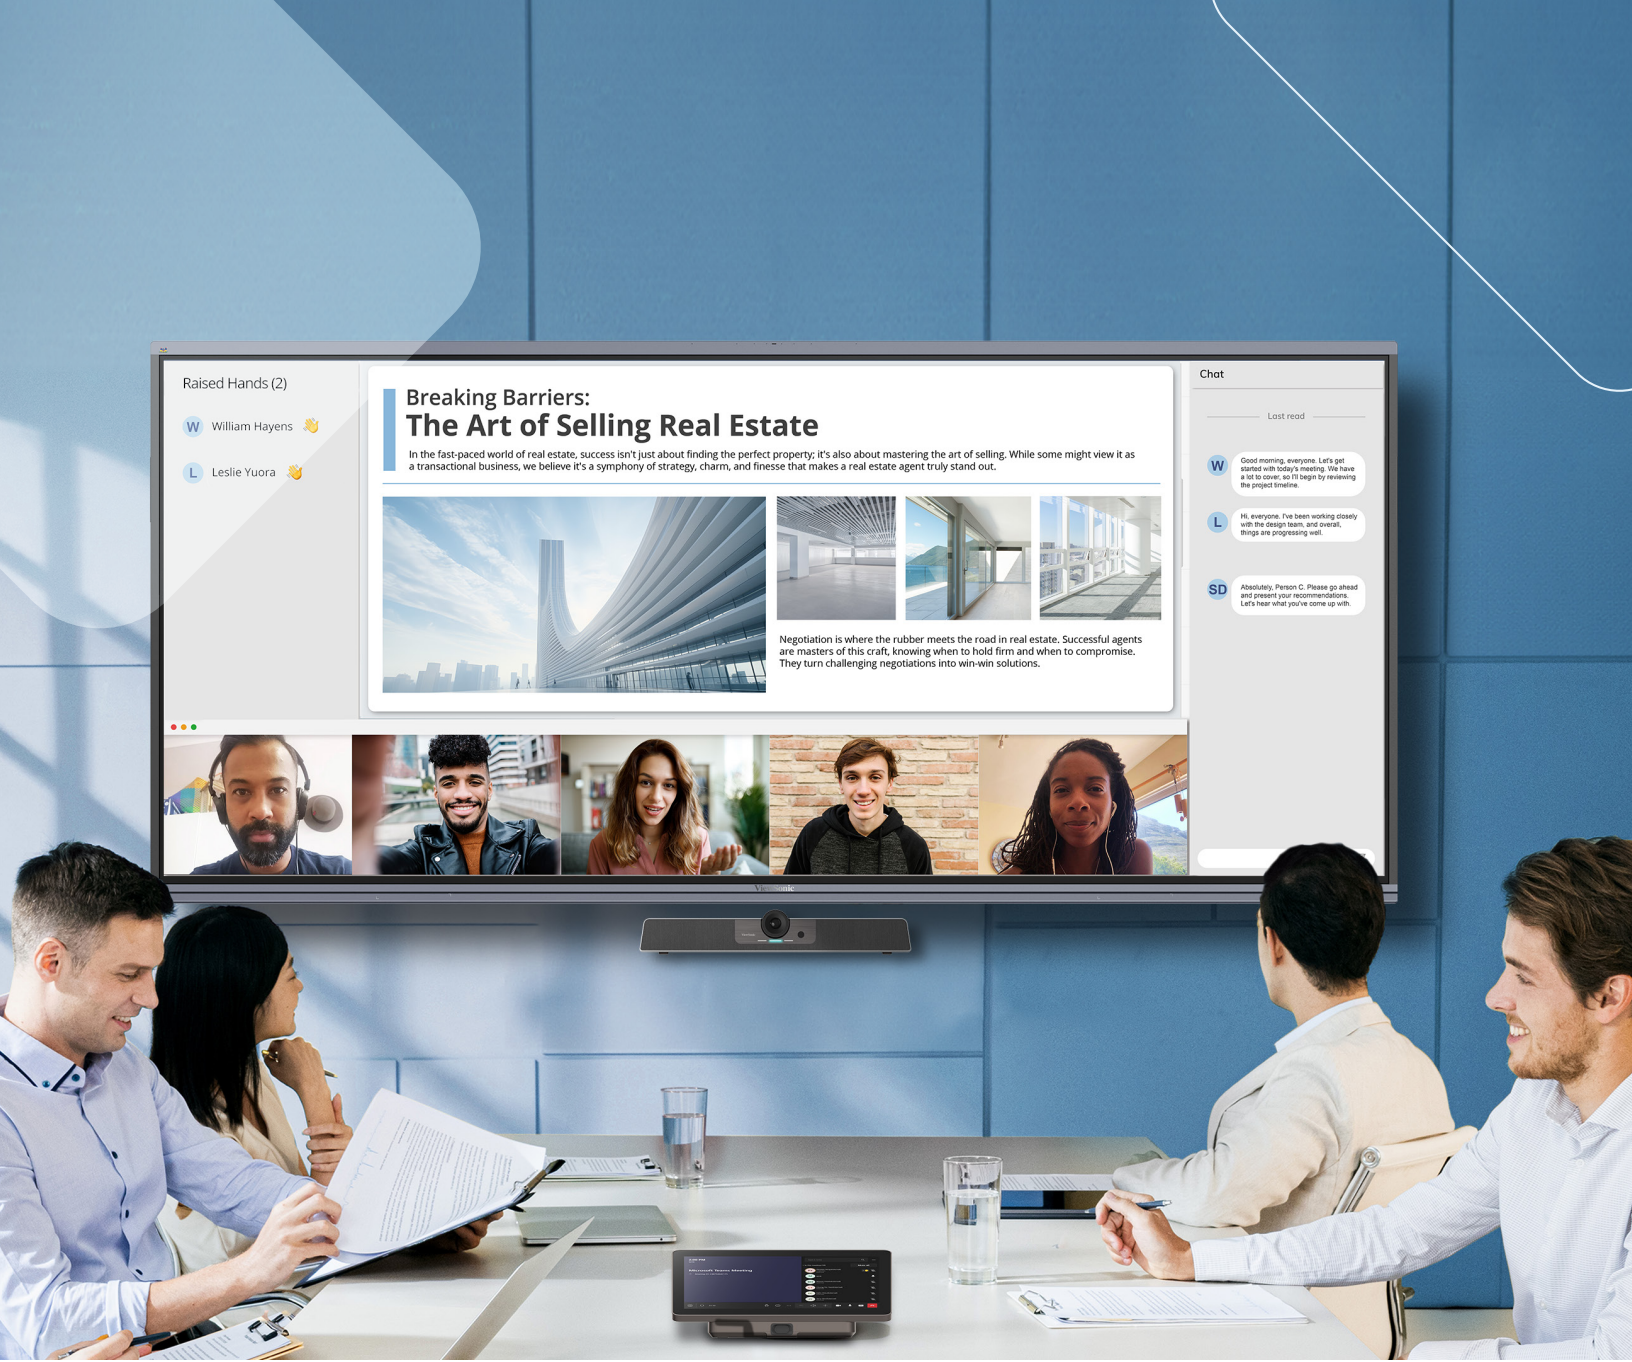 Raised Hands (2)
W William Hayens
L Leslie Yuora
Breaking Barriers:
The Art of Selling Real Estate
In the fast-paced world of real estate, success isn't just about finding the perfect property; it's also about mastering the art of selling. While some might view it as
a transactional business, we believe it's a symphony of strategy, charm, and finesse that makes a real estate agent truly stand out.
Negotiation is where the rubber meets the road in real estate. Successful agents
are masters of this craft, knowing when to hold firm and when to compromise.
They turn challenging negotiations into win-win solutions.
Chat
Last read
W
Good morning, everyone. Let's get
started with today's meeting. We have
a lot to cover, so I'll begin by reviewing
the project timeline.
L
Hi, everyone. I've been working closely
with the design team, and overall,
things are progressing well.
SD
Absolutely, Person C. Please go ahead
and present your recommendations.
Let's hear what you've come up with.
ViewSonic
Microsoft Teams Meeting